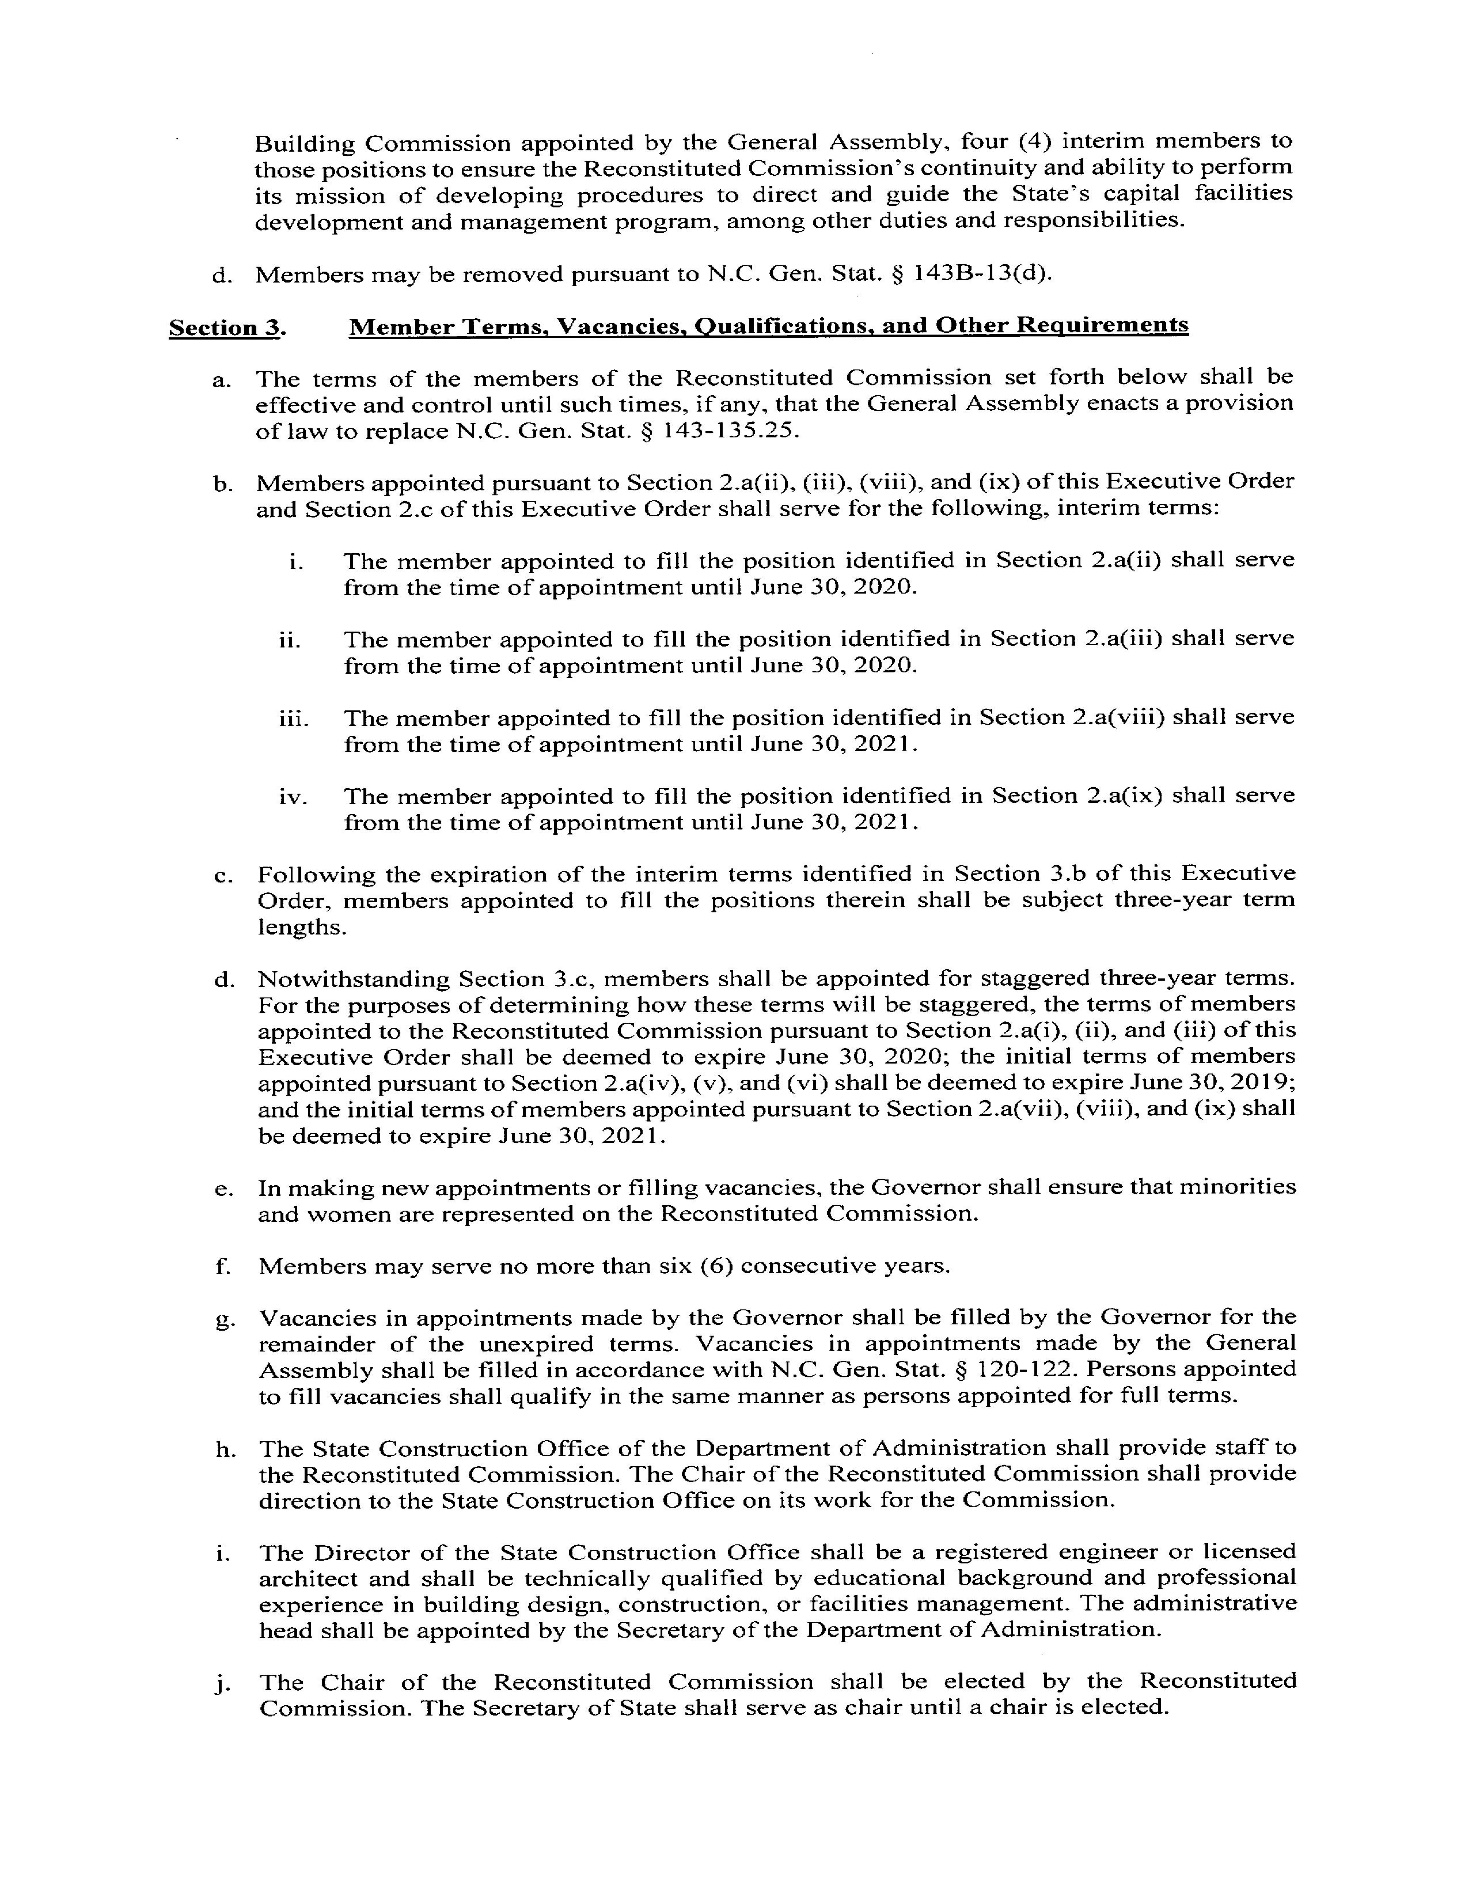 Building Commission appointed by the General Assembly, four (4) interim members to
those positions to ensure the Reconstituted Commission's continuity and ability to perform
its mission of developing procedures to direct and guide the State's capital facilities
development and management program, among other duties and responsibilities.
d. Members may be removed pursuant to N.C. Gen. Stat. § 143B-13(d).
Section 3. Member Terms, Vacancies, Qualifications, and Other Requirements
a. The terms of the members of the Reconstituted Commission set forth below shall be
effective and control until such times, if any, that the General Assembly enacts a provision
of law to replace N.C. Gen. Stat. § 143-135.25.
b. Members appointed pursuant to Section 2.a(ii), (iii), (viii), and (ix) of this Executive Order
and Section 2.c of this Executive Order shall serve for the following, interim terms:
i. The member appointed to fill the position identified in Section 2.a(ii) shall serve
from the time of appointment until June 30, 2020.
ii. The member appointed to fill the position identified in Section 2.a(iii) shall serve
from the time of appointment until June 30, 2020.
iii. The member appointed to fill the position identified in Section 2.a(viii) shall serve
from the time of appointment until June 30, 2021.
iv. The member appointed to fill the position identified in Section 2.a(ix) shall serve
from the time of appointment until June 30, 2021.
c. Following the expiration of the interim terms identified in Section 3.b of this Executive
Order, members appointed to fill the positions therein shall be subject three-year term
lengths.
d. Notwithstanding Section 3.c, members shall be appointed for staggered three-year terms.
For the purposes of determining how these terms will be staggered, the terms of members
appointed to the Reconstituted Commission pursuant to Section 2.a(i), (ii), and (iii) of this
Executive Order shall be deemed to expire June 30, 2020; the initial terms of members
appointed pursuant to Section 2.a(iv), (v), and (vi) shall be deemed to expire June 30, 2019;
and the initial terms of members appointed pursuant to Section 2.a(vii), (viii), and (ix) shall
be deemed to expire June 30, 2021.
e. In making new appointments or filling vacancies, the Governor shall ensure that minorities
and women are represented on the Reconstituted Commission.
f. Members may serve no more than six (6) consecutive years.
g. Vacancies in appointments made by the Governor shall be filled by the Governor for the
remainder of the unexpired terms. Vacancies in appointments made by the General
Assembly shall be filled in accordance with N.C. Gen. Stat. § 120-122. Persons appointed
to fill vacancies shall qualify in the same manner as persons appointed for full terms.
h. The State Construction Office of the Department of Administration shall provide staff to
the Reconstituted Commission. The Chair of the Reconstituted Commission shall provide
direction to the State Construction Office on its work for the Commission.
i. The Director of the State Construction Office shall be a registered engineer or licensed
architect and shall be technically qualified by educational background and professional
experience in building design, construction, or facilities management. The administrative
head shall be appointed by the Secretary of the Department of Administration.
j. The Chair of the Reconstituted Commission shall be elected by the Reconstituted
Commission. The Secretary of State shall serve as chair until a chair is elected.